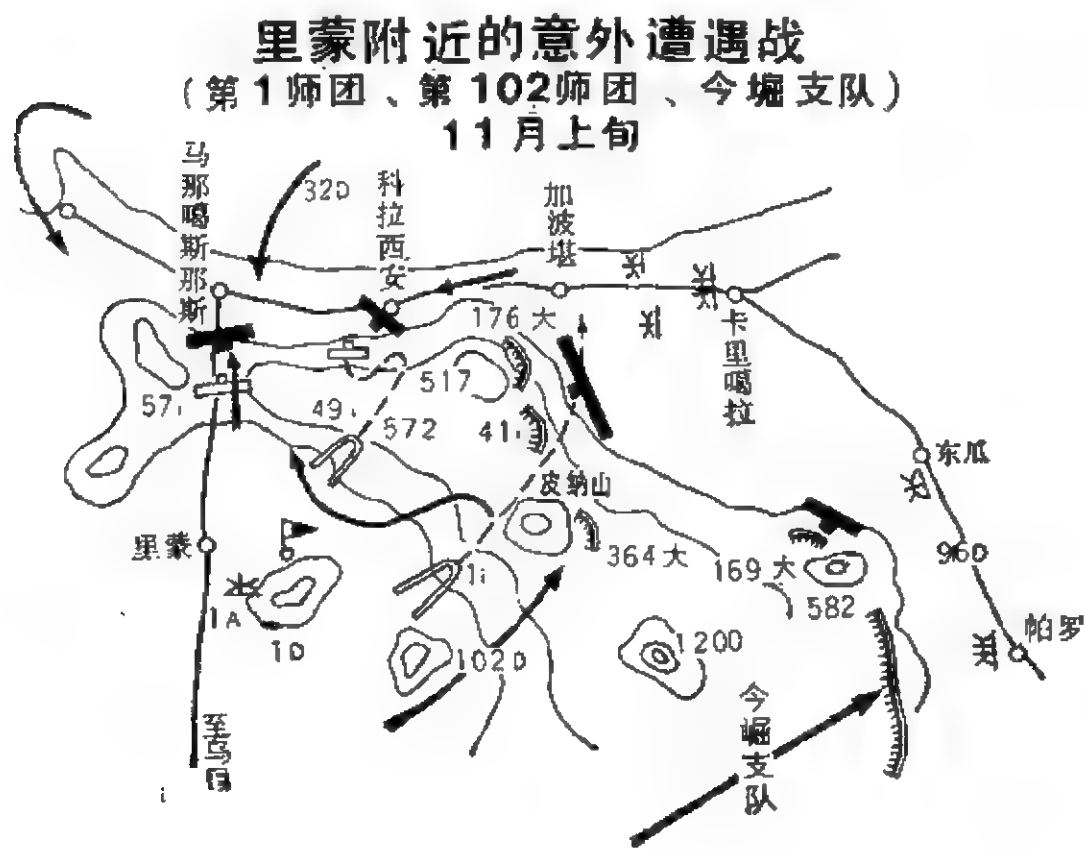 里蒙附近的意外遭遇战
(第1师团、第102师团、今堀支队)
11月上旬
马那噶斯那斯
32D
科拉西安
加波堪
176大
卡里噶拉
517
57i
49i
572
41i
东瓜
皮纳山
里蒙
364大
169大
96D
1i
582
1A
1D
帕罗
102D
1200
今崛支队
i